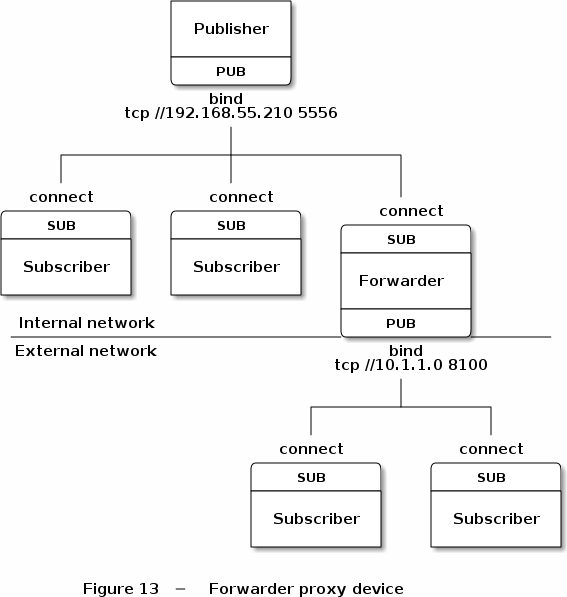 Publisher
PUB
bind
tcp //192.168.55.210 5556
connect
connect
connect
SUB
SUB
SUB
Subscriber
Subscriber
Forwarder
Internal network
PUB
External network
bind
tcp //10.1.1.0 8100
connect
connect
SUB
SUB
Subscriber
Subscriber
Figure 13 – Forwarder proxy device